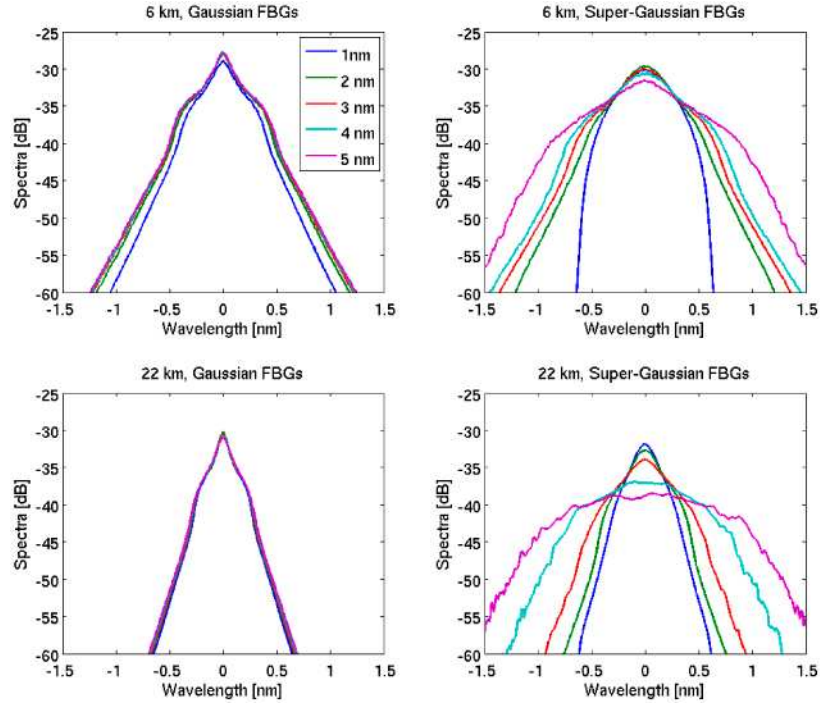 6 km, Gaussian FBGs
Spectra [dB]
-25
-30
-35
-40
-45
-50
-55
-60
-1.5 -1 -0.5 0 0.5 1 1.5
Wavelength [nm]
1nm
2 nm
3 nm
4 nm
5 nm
6 km, Super-Gaussian FBGs
Spectra [dB]
-25
-30
-35
-40
-45
-50
-55
-60
-1.5 -1 -0.5 0 0.5 1 1.5
Wavelength [nm]
22 km, Gaussian FBGs
Spectra [dB]
-25
-30
-35
-40
-45
-50
-55
-60
-1.5 -1 -0.5 0 0.5 1 1.5
Wavelength [nm]
22 km, Super-Gaussian FBGs
Spectra [dB]
-25
-30
-35
-40
-45
-50
-55
-60
-1.5 -1 -0.5 0 0.5 1 1.5
Wavelength [nm]